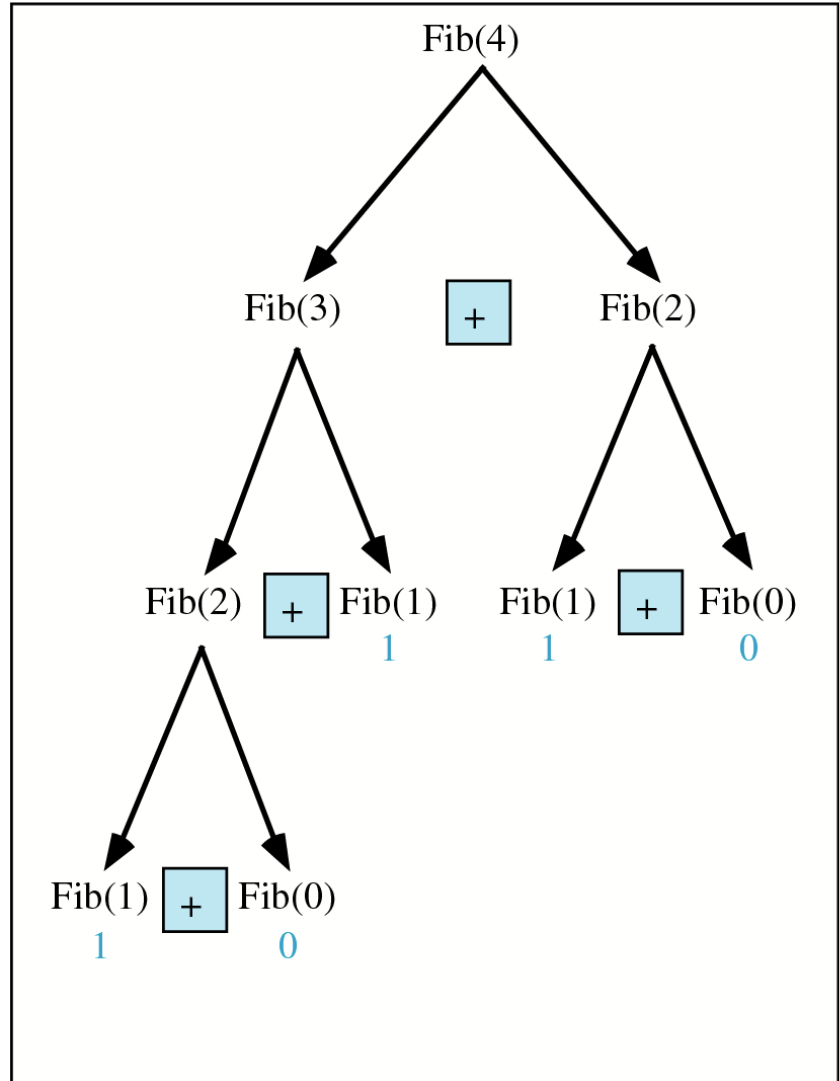 Fib(4)
Fib(3) + Fib(2)
Fib(2) + Fib(1) Fib(1) + Fib(0)
1 1 0
Fib(1) + Fib(0)
1 0